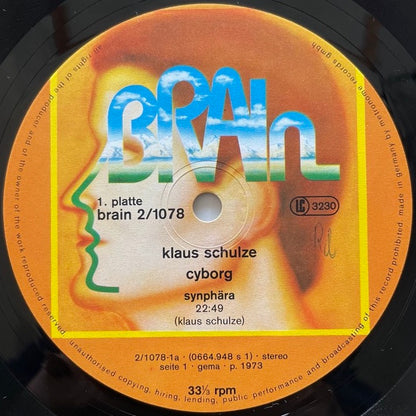 all rights of the producer and of the owner of the work reproduced reserved.
BRAIN
made in germany by metronome records gmbh
1. platte
brain 2/1078
LC 3230
klaus schulze
cyborg
synphära
22:49
(klaus schulze)
2/1078-1a · (0664.948 s 1) · stereo
seite 1 · gema · p. 1973
33⅓ rpm
unauthorised copying, hiring, lending, public performance and broadcasting of this record prohibited.